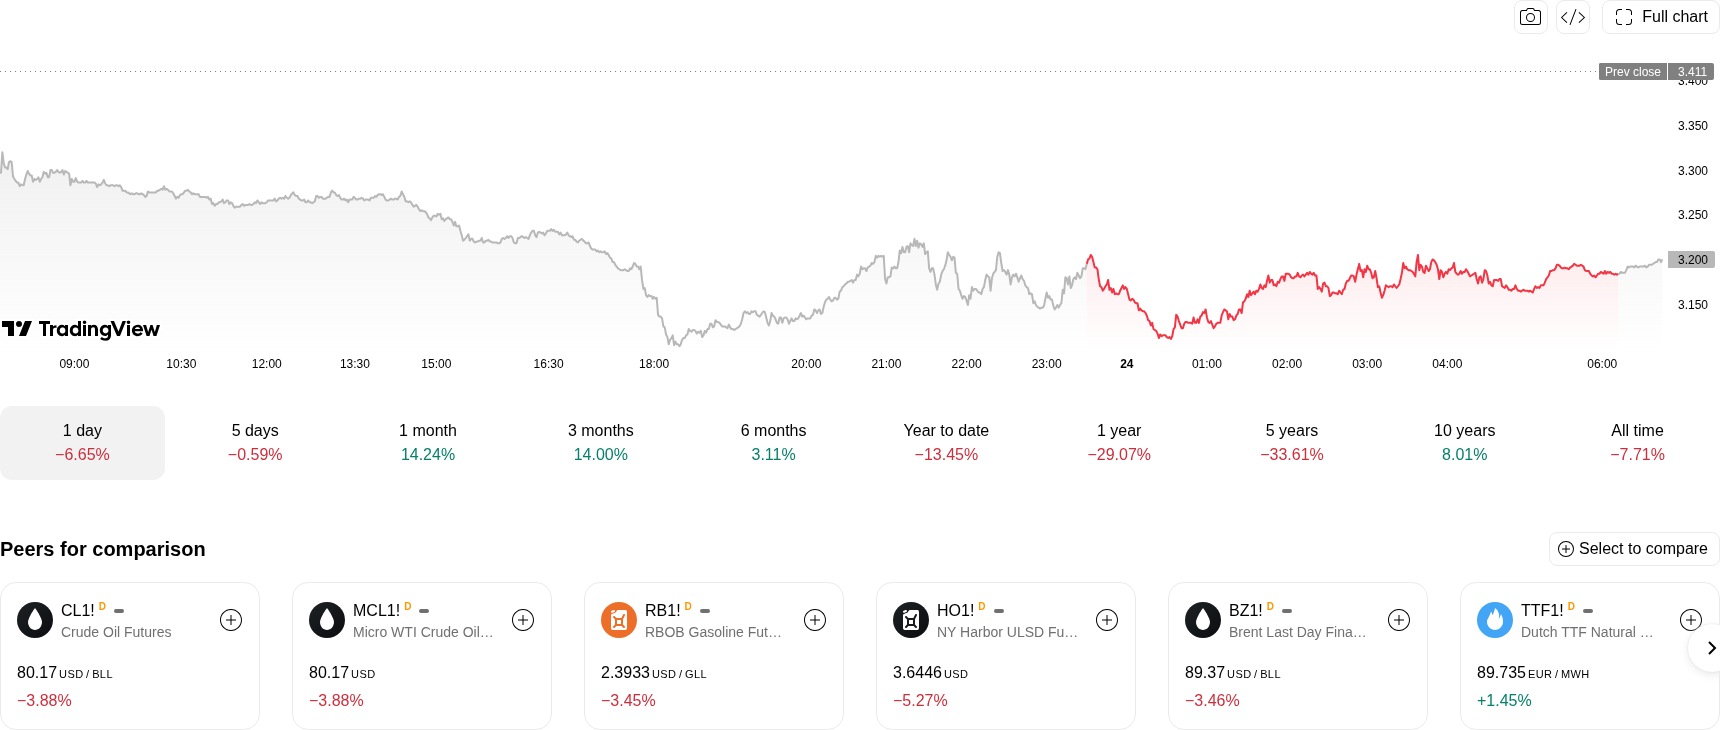 Full chart
Prev close 3.411
3.400
3.350
3.300
3.250
3.200
3.150
TradingView
09:00 10:30 12:00 13:30 15:00 16:30 18:00 20:00 21:00 22:00 23:00 24 01:00 02:00 03:00 04:00 06:00
1 day 5 days 1 month 3 months 6 months Year to date 1 year 5 years 10 years All time
−6.65% −0.59% 14.24% 14.00% 3.11% −13.45% −29.07% −33.61% 8.01% −7.71%
Peers for comparison
Select to compare
CL1! D
Crude Oil Futures
80.17 USD / BLL
−3.88%
MCL1! D
Micro WTI Crude Oil…
80.17 USD
−3.88%
RB1! D
RBOB Gasoline Fut…
2.3933 USD / GLL
−3.45%
HO1! D
NY Harbor ULSD Fu…
3.6446 USD
−5.27%
BZ1! D
Brent Last Day Fina…
89.37 USD / BLL
−3.46%
TTF1! D
Dutch TTF Natural …
89.735 EUR / MWH
+1.45%